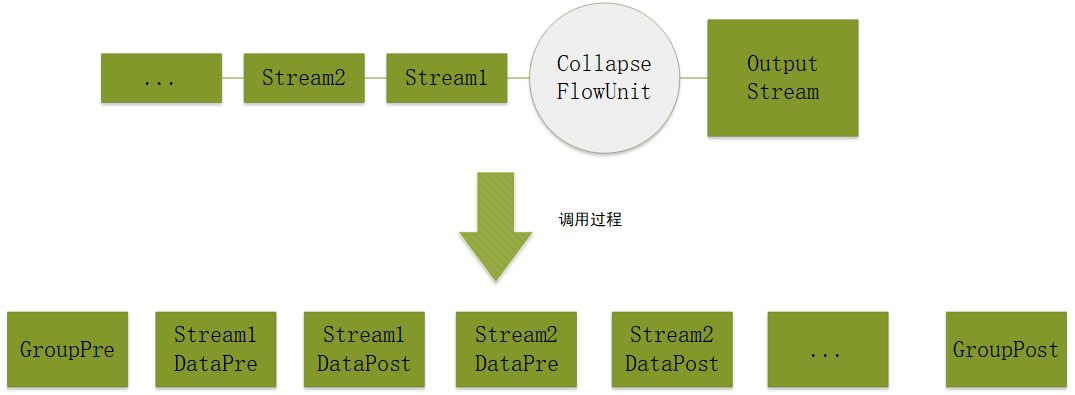 ...
Stream2
Stream1
Collapse
FlowUnit
Output
Stream
调用过程
GroupPre
Stream1
DataPre
Stream1
DataPost
Stream2
DataPre
Stream2
DataPost
...
GroupPost